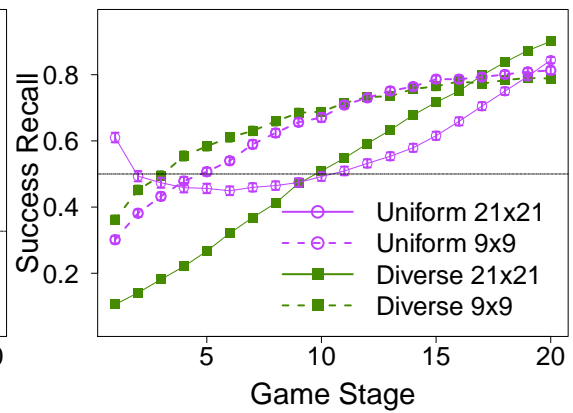 Success Recall
0.8
0.6
0.4
0.2
Uniform 21x21
Uniform 9x9
Diverse 21x21
Diverse 9x9
0
5
10
15
20
Game Stage